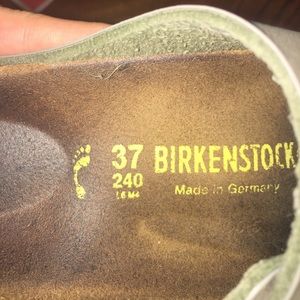 37 BIRKENSTOCK
240 Made in Germany
L6 M4